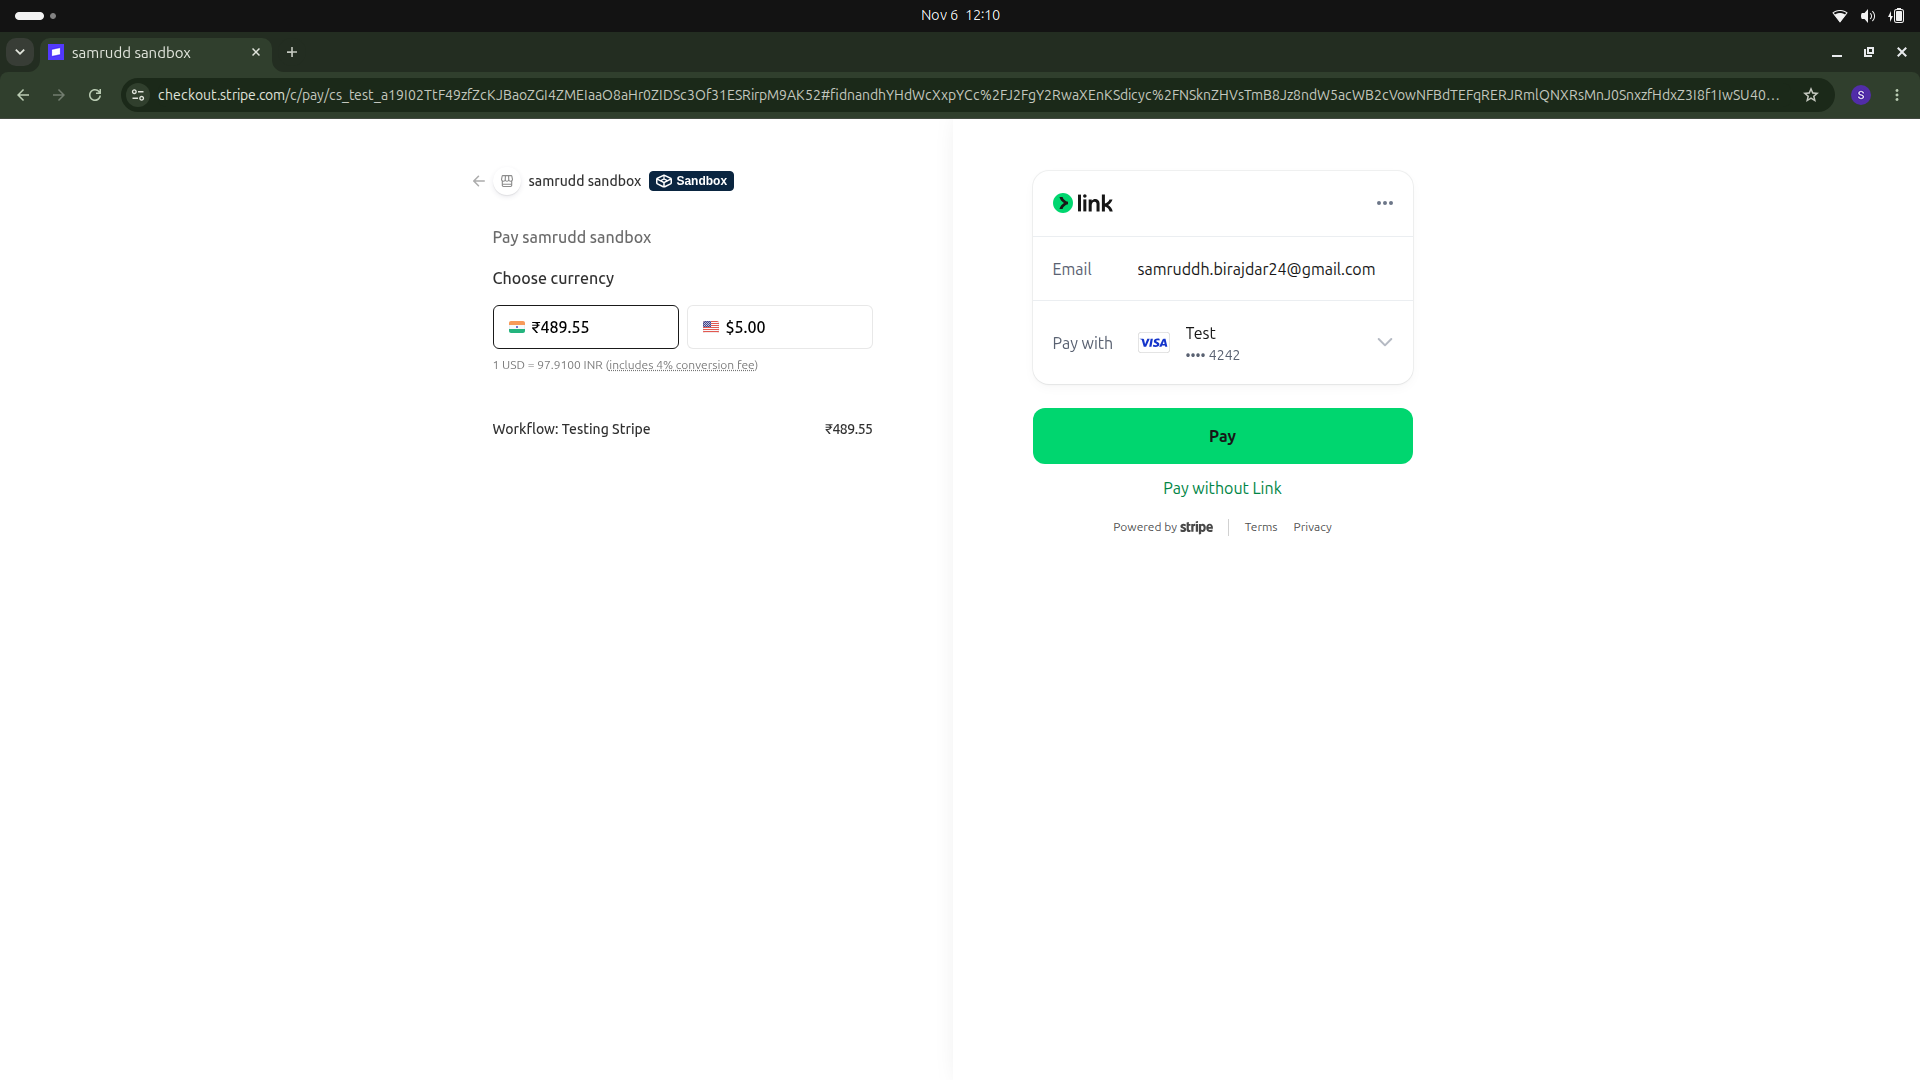 Nov 6 12:10
samrudd sandbox
checkout.stripe.com/c/pay/cs_test_a19I02TtF49zfZcKJBaoZGI4ZMEIaaO8aHr0ZIDSc3Of31ESRirpM9AK52#fidnandhYHdWcXxpYCc%2FJ2FgY2RwaXEnKSdicyc%2FNSknZHVsTmB8Jz8ndW5acWB2cVowNFBdTEFqRERJRmlQNXRsMnJ0SnxzfHdxZ3I8f1IwSU40...
S
samrudd sandbox Sandbox
Pay samrudd sandbox
Choose currency
₹489.55 $5.00
1 USD = 97.9100 INR (includes 4% conversion fee)
Workflow: Testing Stripe ₹489.55
link
Email samruddh.birajdar24@gmail.com
Pay with VISA Test
•••• 4242
Pay
Pay without Link
Powered by stripe Terms Privacy